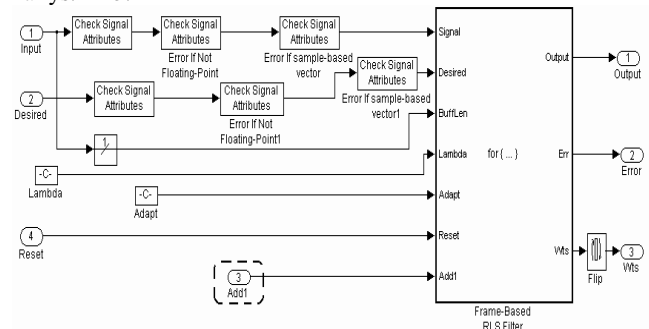 1
Input
Check Signal
Attributes
Check Signal
Attributes
Error If Not
Floating-Point
Check Signal
Attributes
Error If sample-based
vector
Signal
2
Desired
Check Signal
Attributes
Check Signal
Attributes
Error If Not
Floating-Point1
Check Signal
Attributes
Error If sample-based
vector1
Desired
BuffLen
-C-
Lambda
Lambda
-C-
Adapt
Adapt
4
Reset
Reset
3
Add1
Add1
for { ... }
Output
1
Output
Err
2
Error
Wts
Flip
3
Wts
Frame-Based
RLS Filter